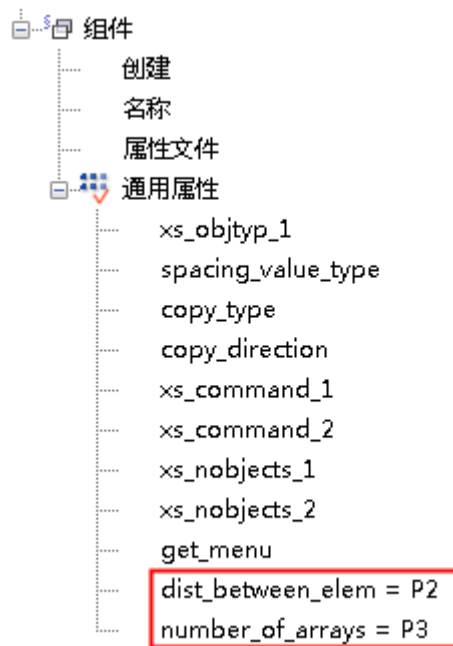 组件
创建
名称
属性文件
通用属性
xs_objtyp_1
spacing_value_type
copy_type
copy_direction
xs_command_1
xs_command_2
xs_nobjects_1
xs_nobjects_2
get_menu
dist_between_elem = P2
number_of_arrays = P3